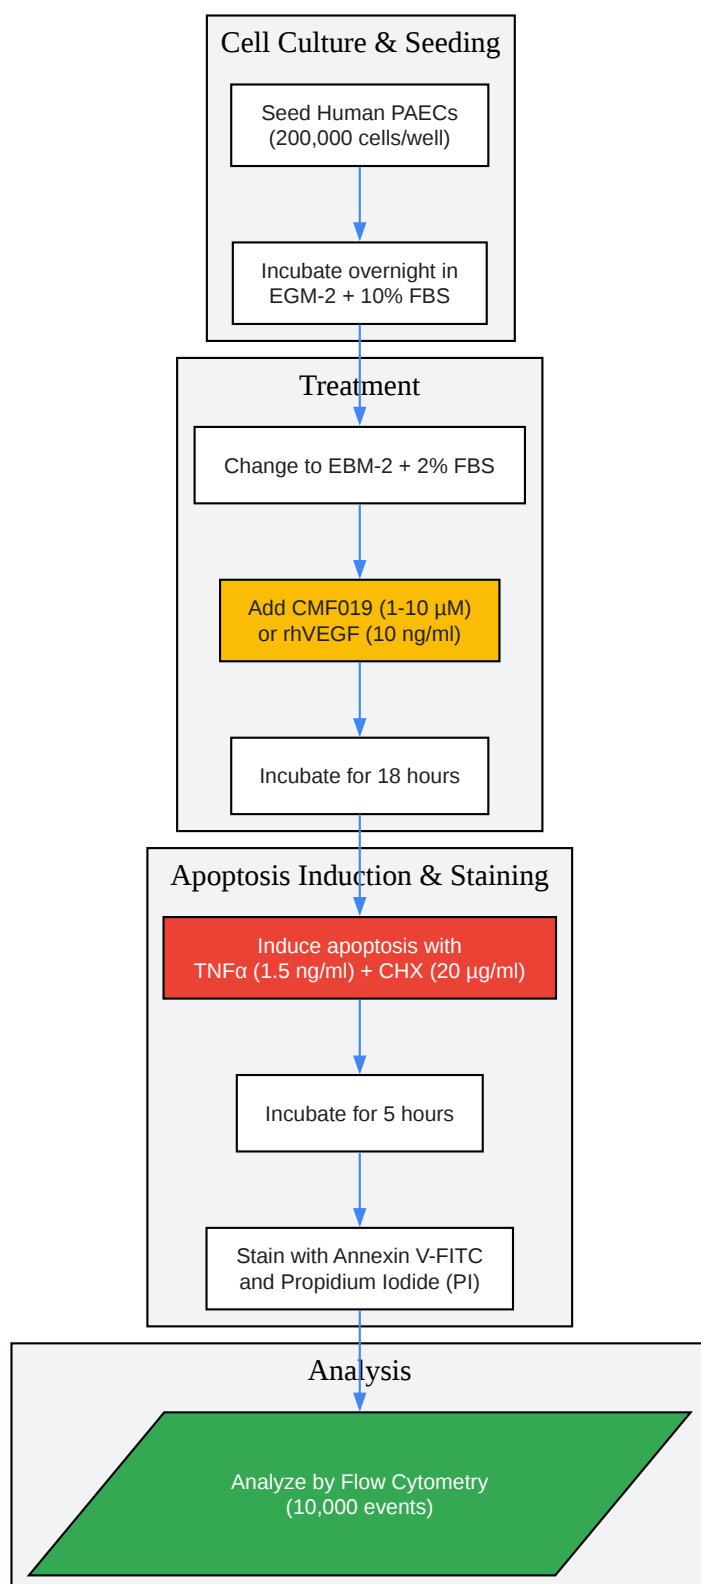 Cell Culture & Seeding
Seed Human PAECs
(200,000 cells/well)
Incubate overnight in
EGM-2 + 10% FBS
Treatment
Change to EBM-2 + 2% FBS
Add CMF019 (1-10 µM)
or rhVEGF (10 ng/ml)
Incubate for 18 hours
Apoptosis Induction & Staining
Induce apoptosis with
TNFα (1.5 ng/ml) + CHX (20 µg/ml)
Incubate for 5 hours
Stain with Annexin V-FITC
and Propidium Iodide (PI)
Analysis
Analyze by Flow Cytometry
(10,000 events)